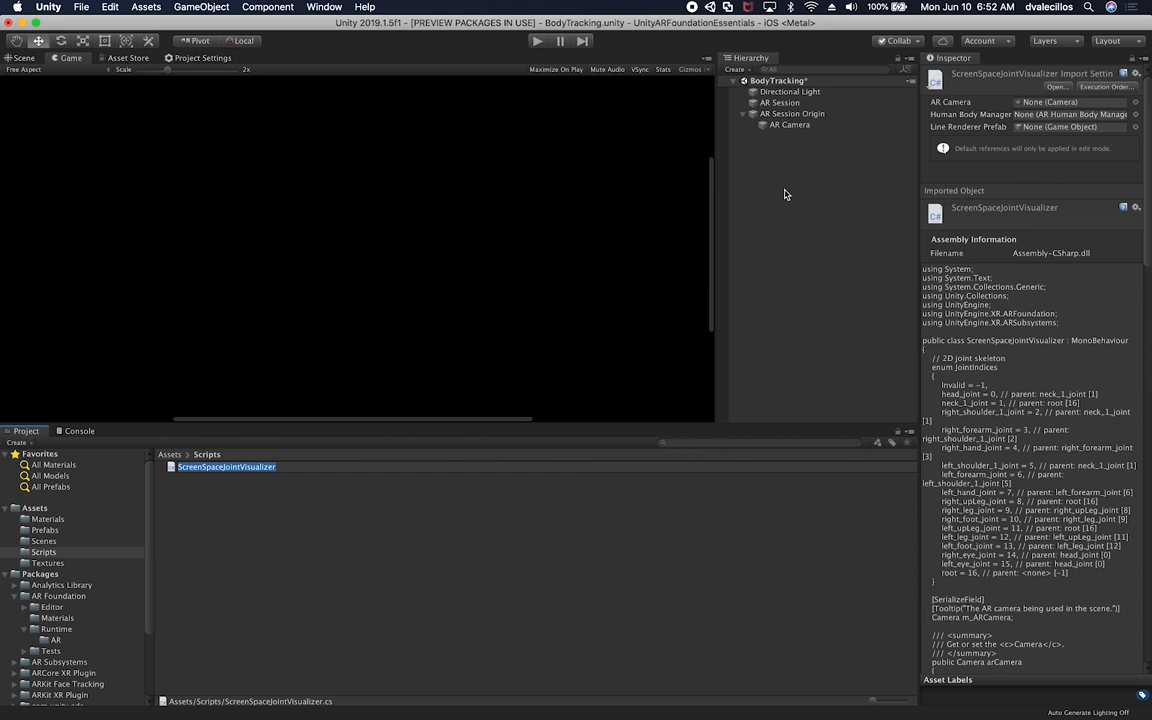 Unity File Edit Assets GameObject Component Window Help 100% Mon Jun 10 6:52 AM dvalecillos
Unity 2019.1.5f1 - [PREVIEW PACKAGES IN USE] - BodyTracking.unity - UnityARFoundationEssentials - iOS <Metal>
Pivot Local Collab Account Layers Layout
Scene Game Asset Store Project Settings Hierarchy Inspector
Free Aspect Scale 2x Maximize On Play Mute Audio VSync Stats Gizmos Create All
BodyTracking*
Directional Light
AR Session
AR Session Origin
AR Camera
ScreenSpaceJointVisualizer Import Settin
Open... Execution Order...
AR Camera None (Camera)
Human Body Manager None (AR Human Body Manage
Line Renderer Prefab None (Game Object)
Default references will only be applied in edit mode.
Imported Object
C# ScreenSpaceJointVisualizer
Assembly Information
Filename Assembly-CSharp.dll
using System;
using System.Text;
using System.Collections.Generic;
using Unity.Collections;
using UnityEngine;
using UnityEngine.XR.ARFoundation;
using UnityEngine.XR.ARSubsystems;
public class ScreenSpaceJointVisualizer : MonoBehaviour
{
// 2D joint skeleton
enum JointIndices
{
Invalid = -1,
head_joint = 0, // parent: neck_1_joint [1]
neck_1_joint = 1, // parent: root [16]
right_shoulder_1_joint = 2, // parent: neck_1_joint
[1]
right_forearm_joint = 3, // parent:
right_shoulder_1_joint [2]
right_hand_joint = 4, // parent: right_forearm_joint
[3]
left_shoulder_1_joint = 5, // parent: neck_1_joint [1]
left_forearm_joint = 6, // parent:
left_shoulder_1_joint [5]
left_hand_joint = 7, // parent: left_forearm_joint [6]
right_upLeg_joint = 8, // parent: root [16]
right_leg_joint = 9, // parent: right_upLeg_joint [8]
right_foot_joint = 10, // parent: right_leg_joint [9]
left_upLeg_joint = 11, // parent: root [16]
left_leg_joint = 12, // parent: left_upLeg_joint [11]
left_foot_joint = 13, // parent: left_leg_joint [12]
right_eye_joint = 14, // parent: head_joint [0]
left_eye_joint = 15, // parent: head_joint [0]
root = 16, // parent: <none> [-1]
}
[SerializeField]
[Tooltip("The AR camera being used in the scene.")]
Camera m_ARCamera;
/// <summary>
/// Get or set the <c>Camera</c>.
/// </summary>
public Camera arCamera
{
Asset Labels
Project Console
Create
Favorites
All Materials
All Models
All Prefabs
Assets
Materials
Prefabs
Scenes
Scripts
Textures
Packages
Analytics Library
AR Foundation
Editor
Materials
Runtime
AR
Tests
AR Subsystems
ARCore XR Plugin
ARKit Face Tracking
ARKit XR Plugin
Assets > Scripts
ScreenSpaceJointVisualizer
Assets/Scripts/ScreenSpaceJointVisualizer.cs
Auto Generate Lighting Off